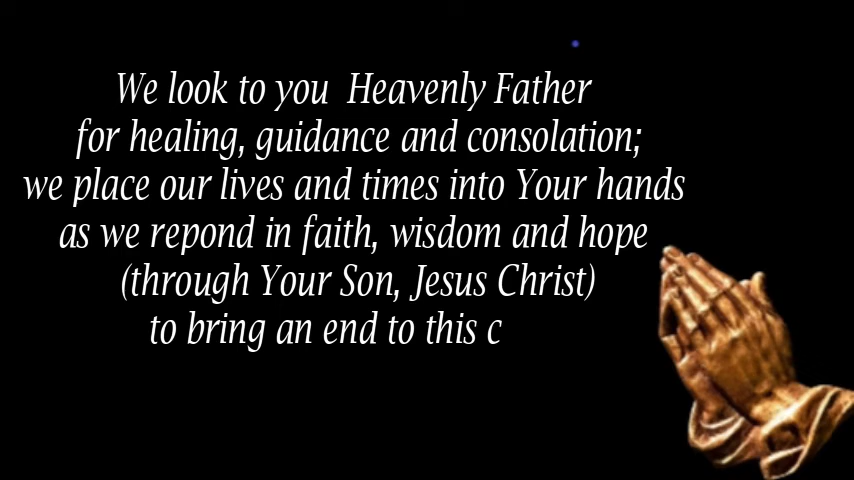 We look to you  Heavenly Father
for healing, guidance and consolation;
we place our lives and times into Your hands
as we repond in faith, wisdom and hope
(through Your Son, Jesus Christ)
to bring an end to this c